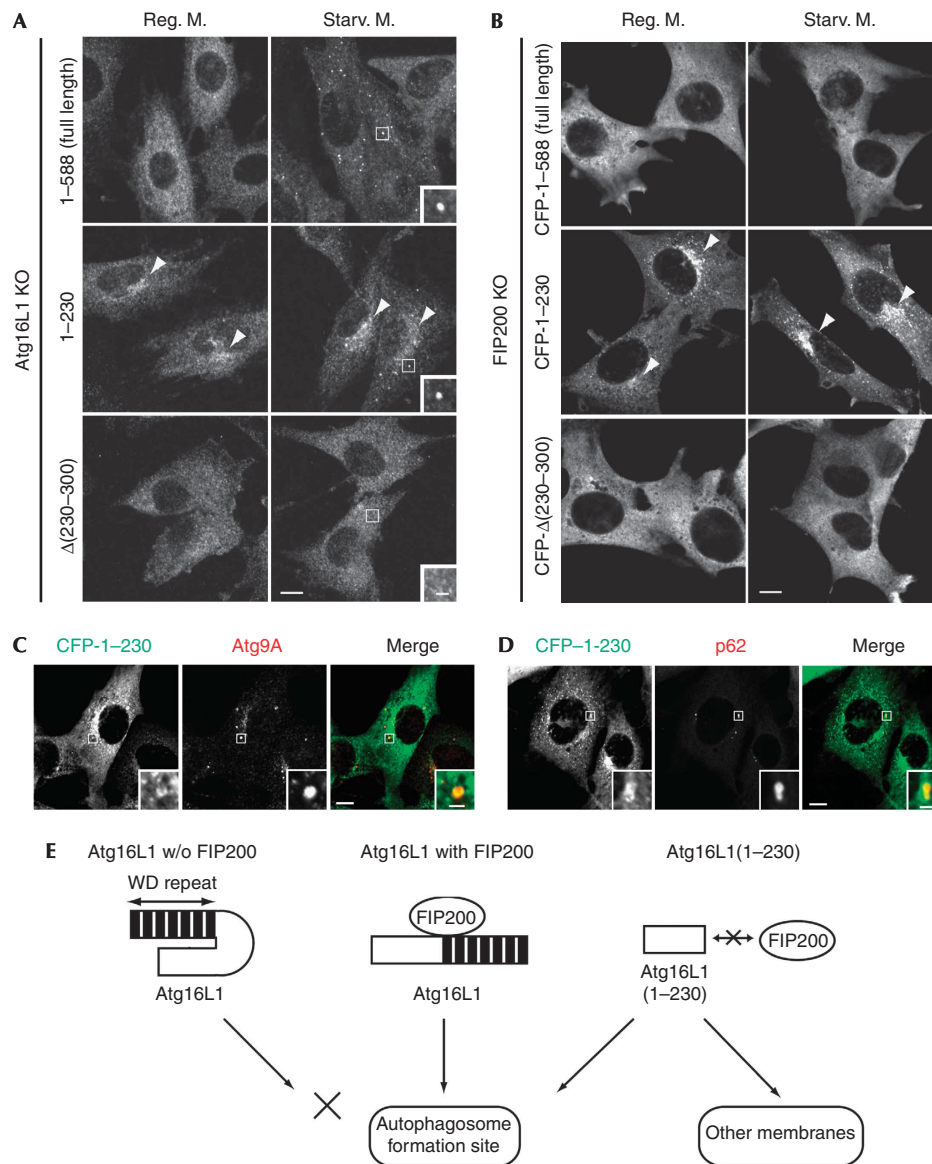 A
Reg. M.
Starv. M.
Atg16L1 KO
1–588 (full length)
1–230
Δ(230–300)
B
Reg. M.
Starv. M.
FIP200 KO
CFP-1–588 (full length)
CFP-1–230
CFP-Δ(230–300)
C
CFP-1–230
Atg9A
Merge
D
CFP–1-230
p62
Merge
E
Atg16L1 w/o FIP200
WD repeat
Atg16L1
Atg16L1 with FIP200
FIP200
Atg16L1
Atg16L1(1–230)
FIP200
Atg16L1
(1–230)
Autophagosome
formation site
Other membranes